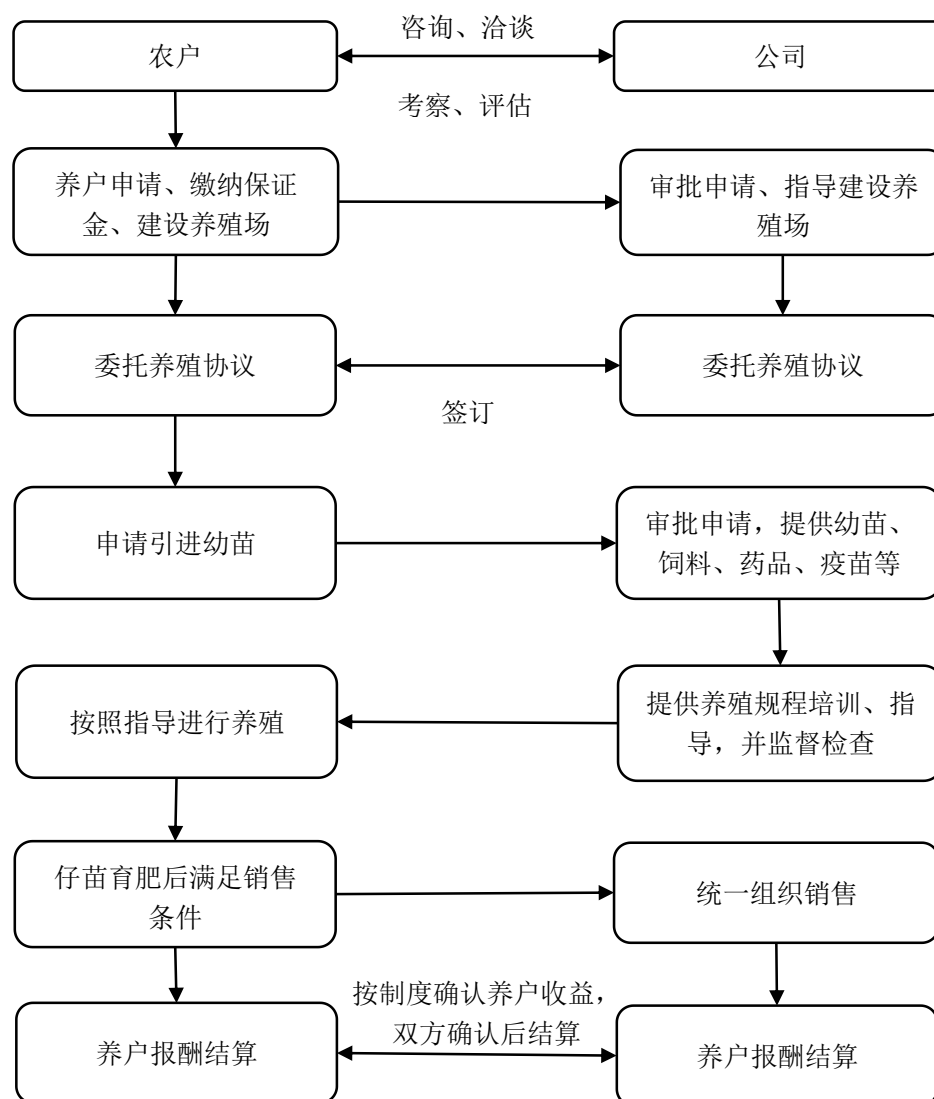 咨询、洽谈
农户
公司
考察、评估
养户申请、缴纳保证
金、建设养殖场
审批申请、指导建设养
殖场
委托养殖协议
委托养殖协议
签订
申请引进幼苗
审批申请，提供幼苗、
饲料、药品、疫苗等
按照指导进行养殖
提供养殖规程培训、指
导，并监督检查
仔苗育肥后满足销售
条件
统一组织销售
按制度确认养户收益，
双方确认后结算
养户报酬结算
养户报酬结算